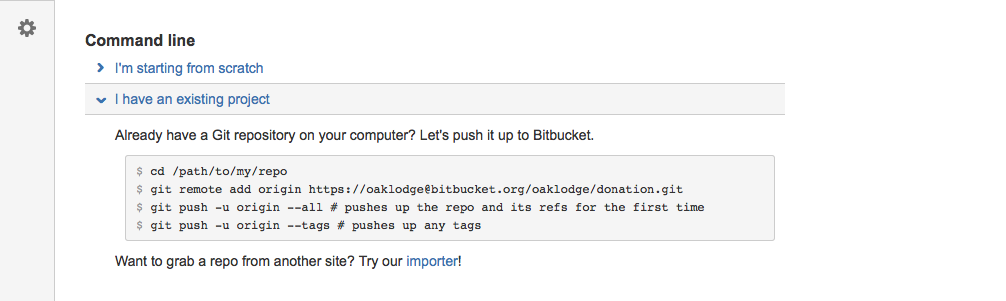 Command line
I'm starting from scratch
I have an existing project
Already have a Git repository on your computer? Let's push it up to Bitbucket.
$ cd /path/to/my/repo
$ git remote add origin https://oaklodge@bitbucket.org/oaklodge/donation.git
$ git push -u origin --all # pushes up the repo and its refs for the first time
$ git push -u origin --tags # pushes up any tags
Want to grab a repo from another site? Try our importer!